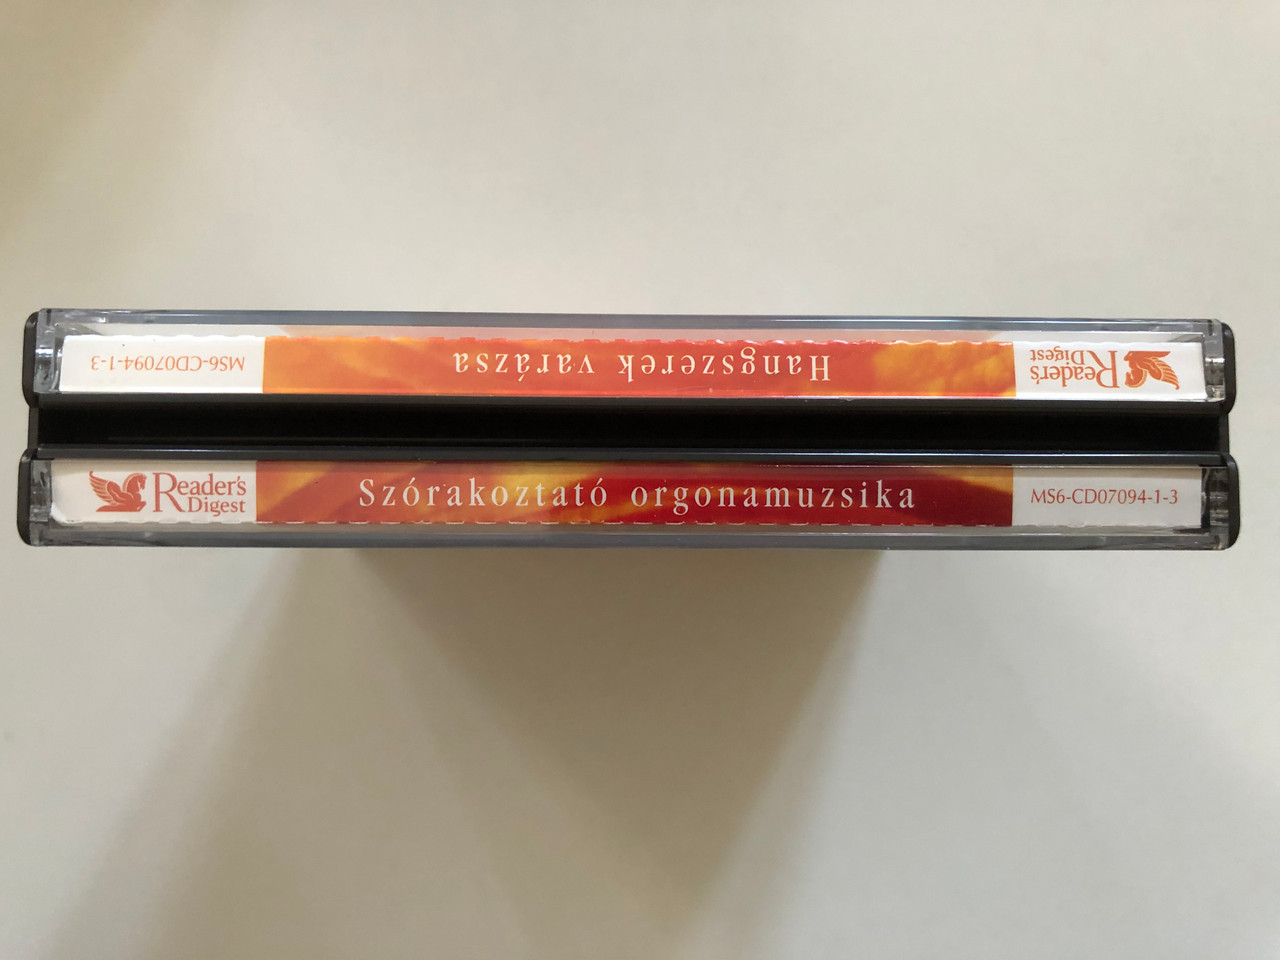 MS6-CD07094-1-3
Hangszerek varázsa
Reader's
Digest
Reader's
Digest
Szórakoztató orgonamuzsika
MS6-CD07094-1-3